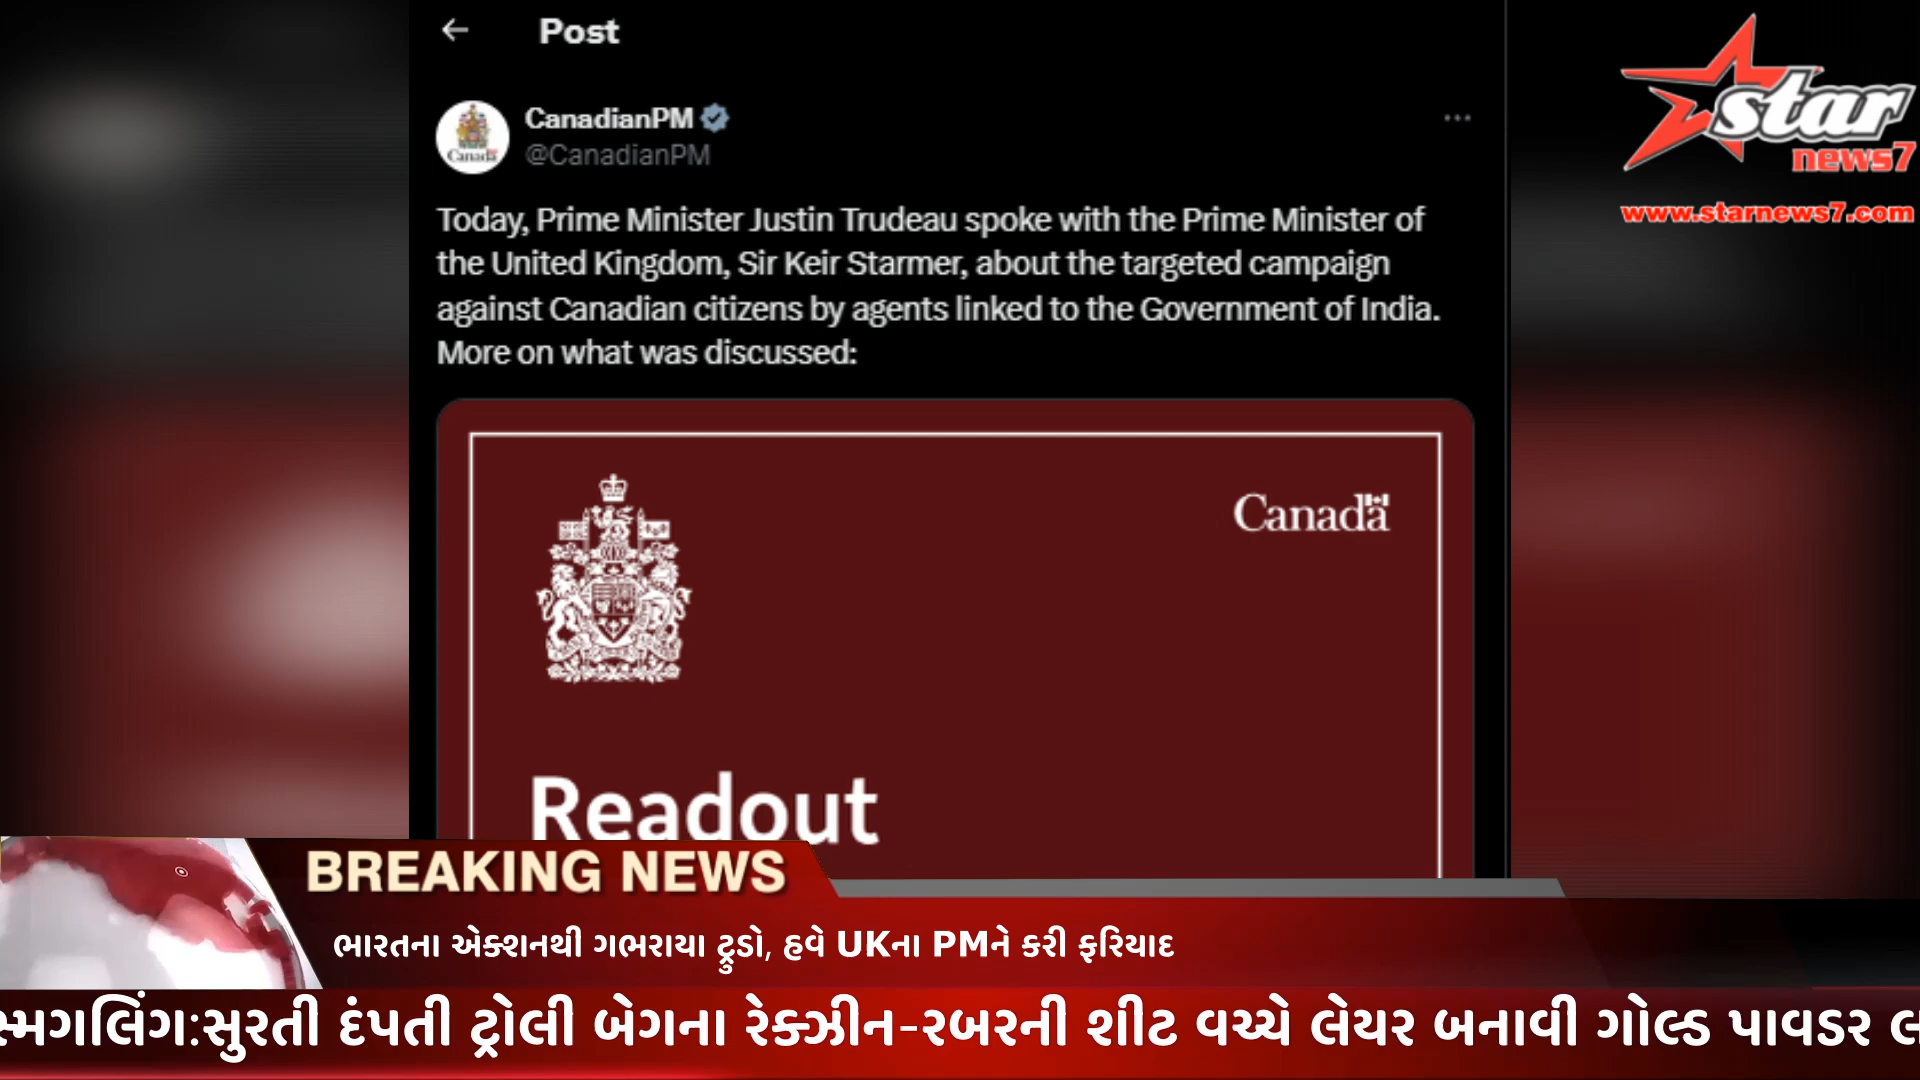 Post
CanadianPM
@CanadianPM
Today, Prime Minister Justin Trudeau spoke with the Prime Minister of
the United Kingdom, Sir Keir Starmer, about the targeted campaign
against Canadian citizens by agents linked to the Government of India.
More on what was discussed:
Canada
Canada
Readout
star
news7
www.starnews7.com
BREAKING NEWS
ભારતના એક્શનથી ગભરાયા ટ્રુડો, હવે UKના PMને કરી ફરિયાદ
સ્મગલિંગ:સુરતી દંપતી ટ્રોલી બેગના રેક્ઝીન-રબરની શીટ વચ્ચે લેયર બનાવી ગોલ્ડ પાવડર